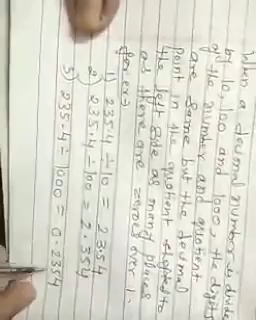 When a decimal number is divided
by 10, 100 and 1000 the digits
of the number and quotient
are same but the decimal
point in the quotient to
the left side as many places
as there are zeroes over 1.
for ex→
1) 235.4 ÷ 10 = 23.54
2) 235.4 ÷ 100 = 2.354
3) 235.4 ÷ 1000 = 0.2354